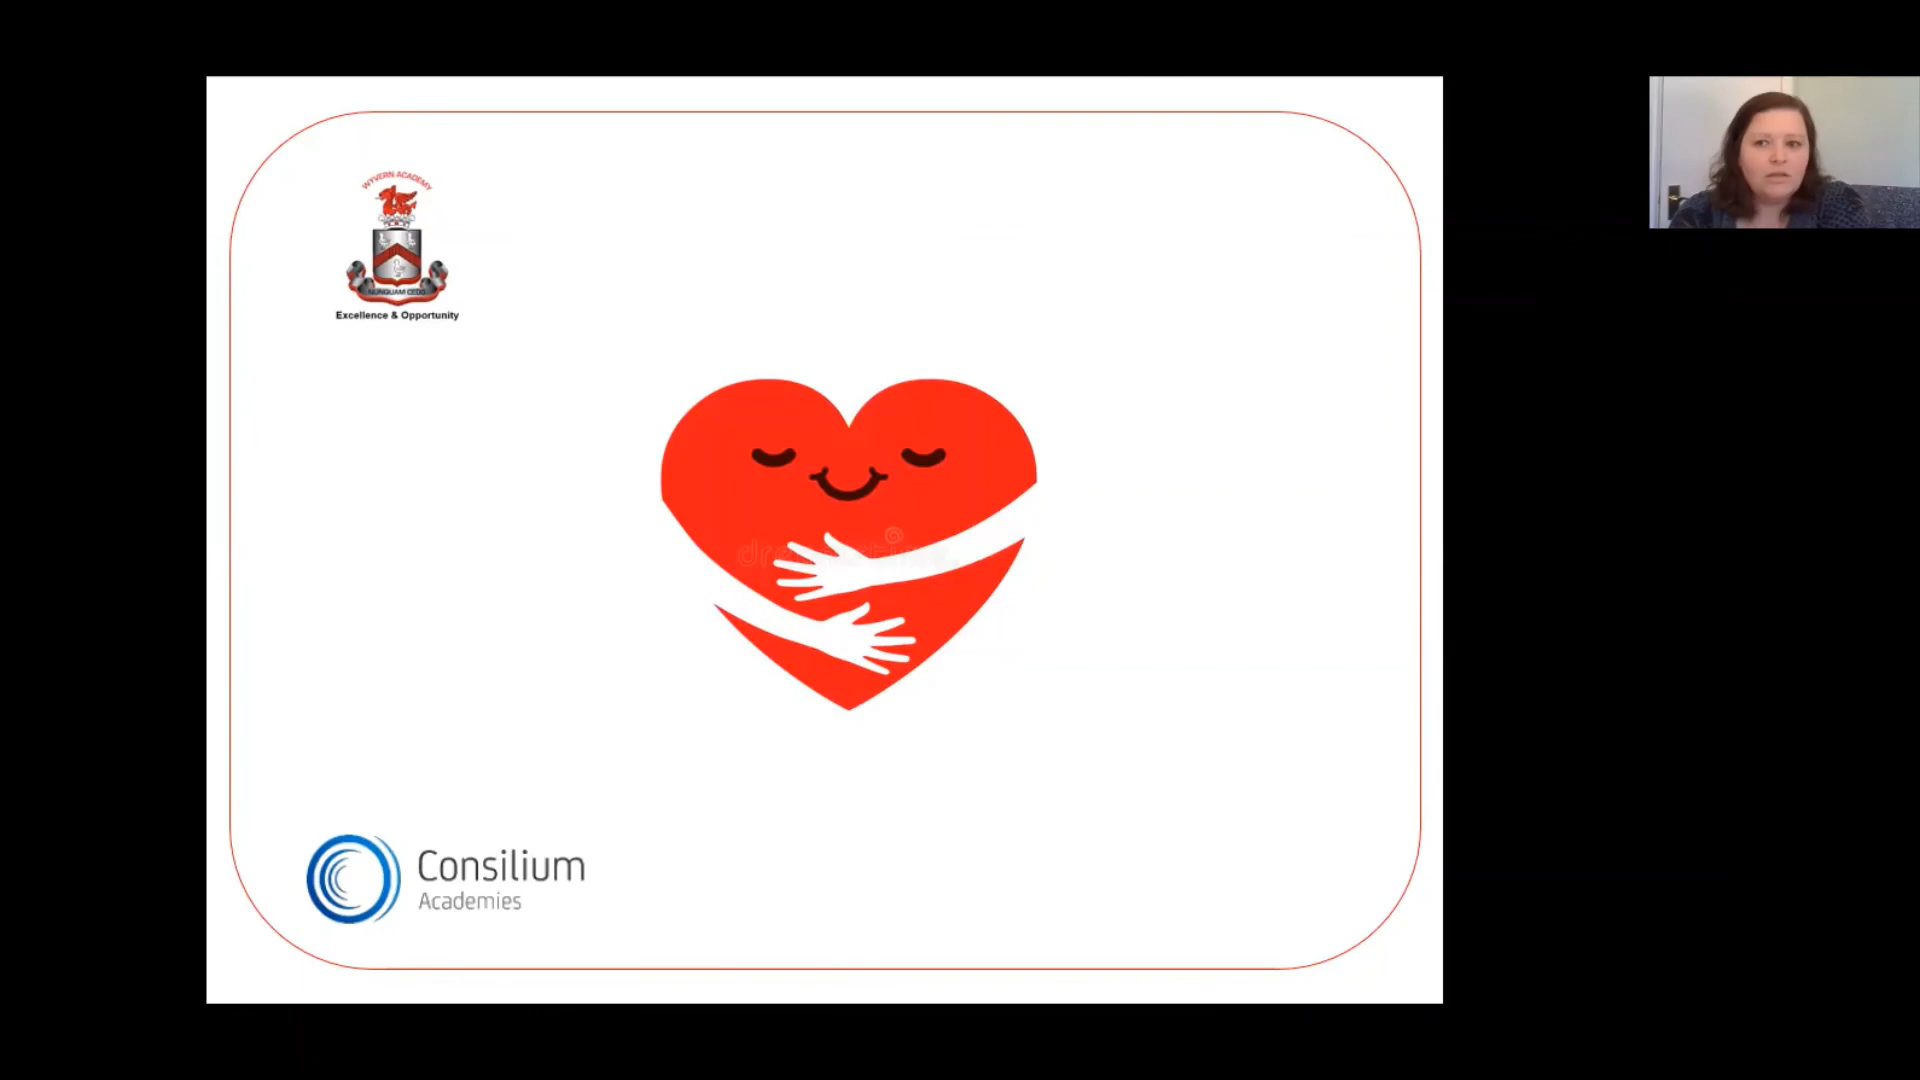 WYVERN ACADEMY
NUNQUAM CEDO
Excellence & Opportunity
Consilium
Academies